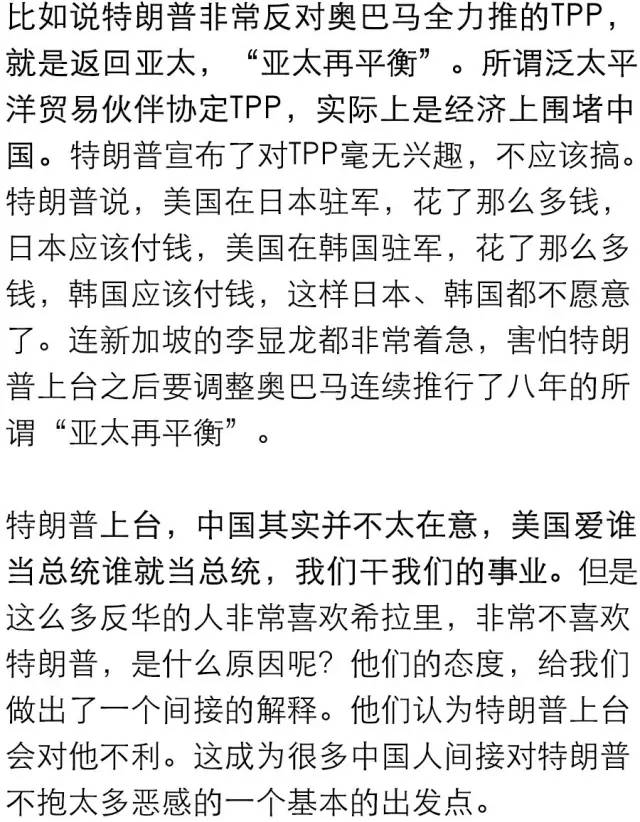 比如说特朗普非常反对奥巴马全力推的TPP，
就是返回亚太，“亚太再平衡”。所谓泛太平
洋贸易伙伴协定TPP，实际上是经济上围堵中
国。特朗普宣布了对TPP毫无兴趣，不应该搞。
特朗普说，美国在日本驻军，花了那么多钱，
日本应该付钱，美国在韩国驻军，花了那么多
钱，韩国应该付钱，这样日本、韩国都不愿意
了。连新加坡的李显龙都非常着急，害怕特朗
普上台之后要调整奥巴马连续推行了八年的所
谓“亚太再平衡”。
特朗普上台，中国其实并不太在意，美国爱谁
当总统谁就当总统，我们干我们的事业。但是
这么多反华的人非常喜欢希拉里，非常不喜欢
特朗普，是什么原因呢？他们的态度，给我们
做出了一个间接的解释。他们认为特朗普上台
会对他不利。这成为很多中国人间接对特朗普
不抱太多恶感的一个基本的出发点。